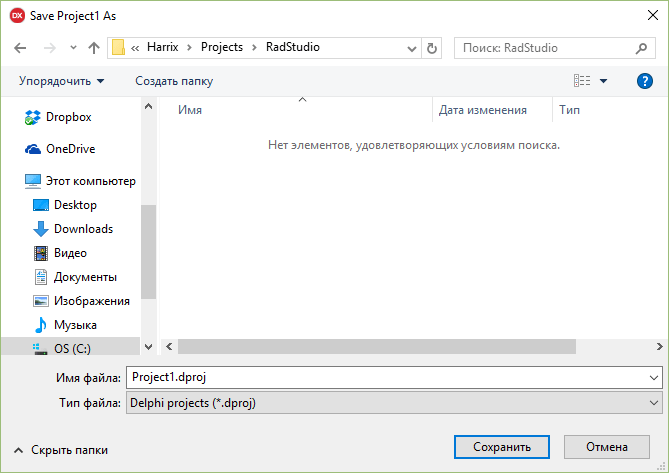 DX Save Project1 As
« Harrix Projects RadStudio Поиск: RadStudio
Упорядочить Создать папку ?
Имя Дата изменения Тип
Dropbox
OneDrive
Этот компьютер
Desktop
Downloads
Видео
Документы
Изображения
Музыка
OS (C:)
Нет элементов, удовлетворяющих условиям поиска.
Имя файла: Project1.dproj
Тип файла: Delphi projects (*.dproj)
Скрыть папки Сохранить Отмена